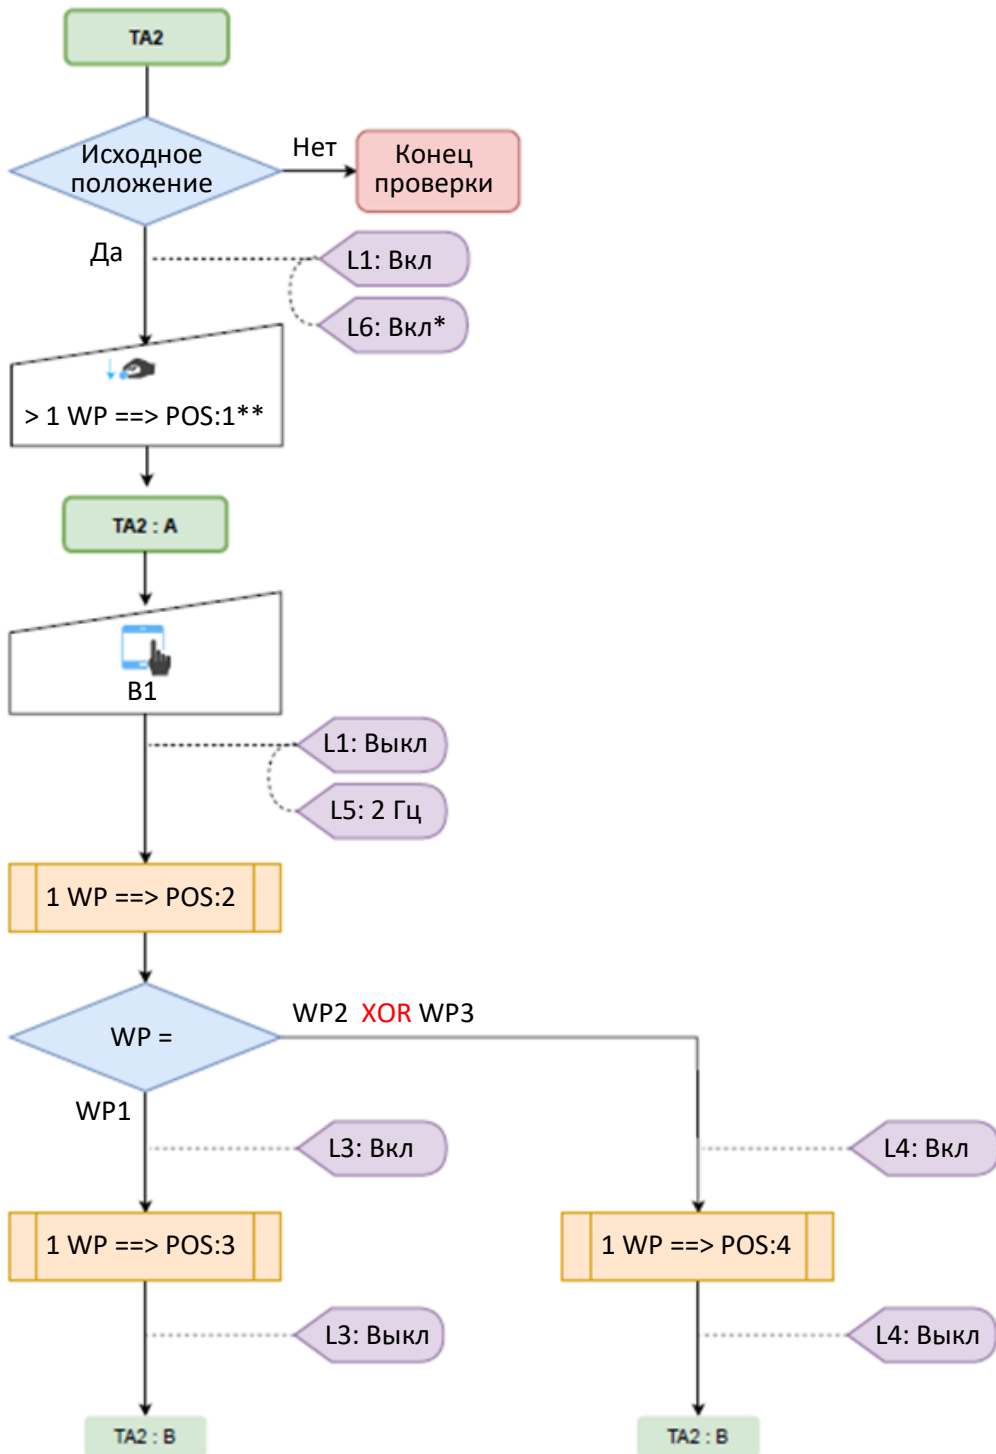 TA2
Исходное
положение
Нет
Конец
проверки
Да
L1: Вкл
L6: Вкл*
> 1 WP ==> POS:1**
TA2 : A
B1
L1: Выкл
L5: 2 Гц
1 WP ==> POS:2
WP =
WP2 XOR WP3
WP1
L3: Вкл
L4: Вкл
1 WP ==> POS:3
1 WP ==> POS:4
L3: Выкл
L4: Выкл
TA2 : B
TA2 : B